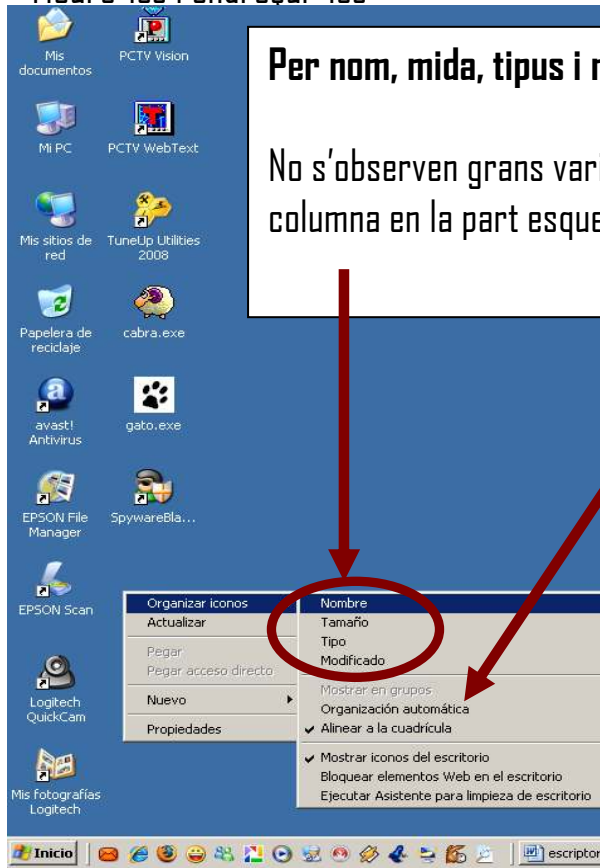 Per nom, mida, tipus i
No s'observen grans vari
columna en la part esque
Mis documentos
PCTV Vision
Mi PC
PCTV WebText
Mis sitios de red
TuneUp Utilities 2008
Papelera de reciclaje
cabra.exe
avast! Antivirus
gato.exe
EPSON File Manager
SpywareBla...
EPSON Scan
Logitech QuickCam
Mis fotografías Logitech
Organizar iconos
Actualizar
Pegar
Pegar acceso directo
Nuevo
Propiedades
Nombre
Tamaño
Tipo
Modificado
Mostrar en grupos
Organización automática
Alinear a la cuadrícula
Mostrar iconos del escritorio
Bloquear elementos Web en el escritorio
Ejecutar Asistente para limpieza de escritorio
Inicio
escriptor